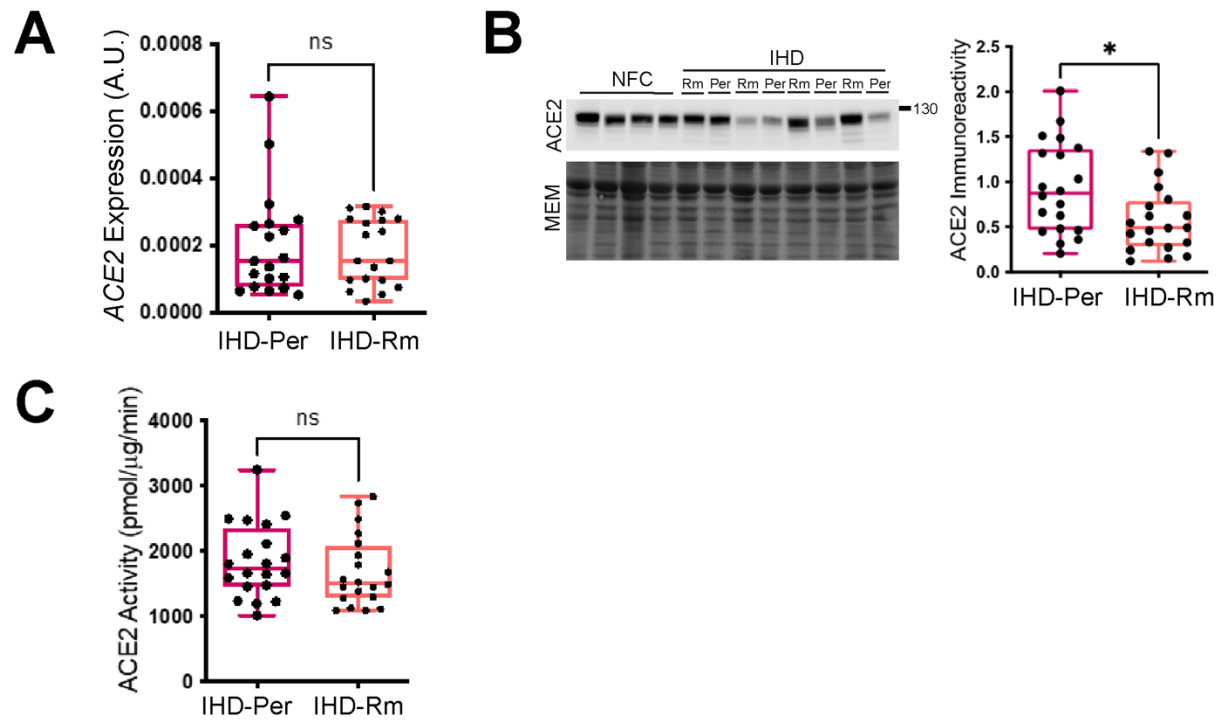 A
ACE2 Expression (A.U.)
0.0008
0.0006
0.0004
0.0002
0.0000
ns
IHD-Per IHD-Rm
B
NFC
IHD
Rm Per Rm Per Rm Per Rm Per
ACE2
130
MEM
ACE2 Immunoreactivity
2.5
2.0
1.5
1.0
0.5
0.0
*
IHD-Per IHD-Rm
C
ACE2 Activity (pmol/μg/min)
4000
3000
2000
1000
0
ns
IHD-Per IHD-Rm